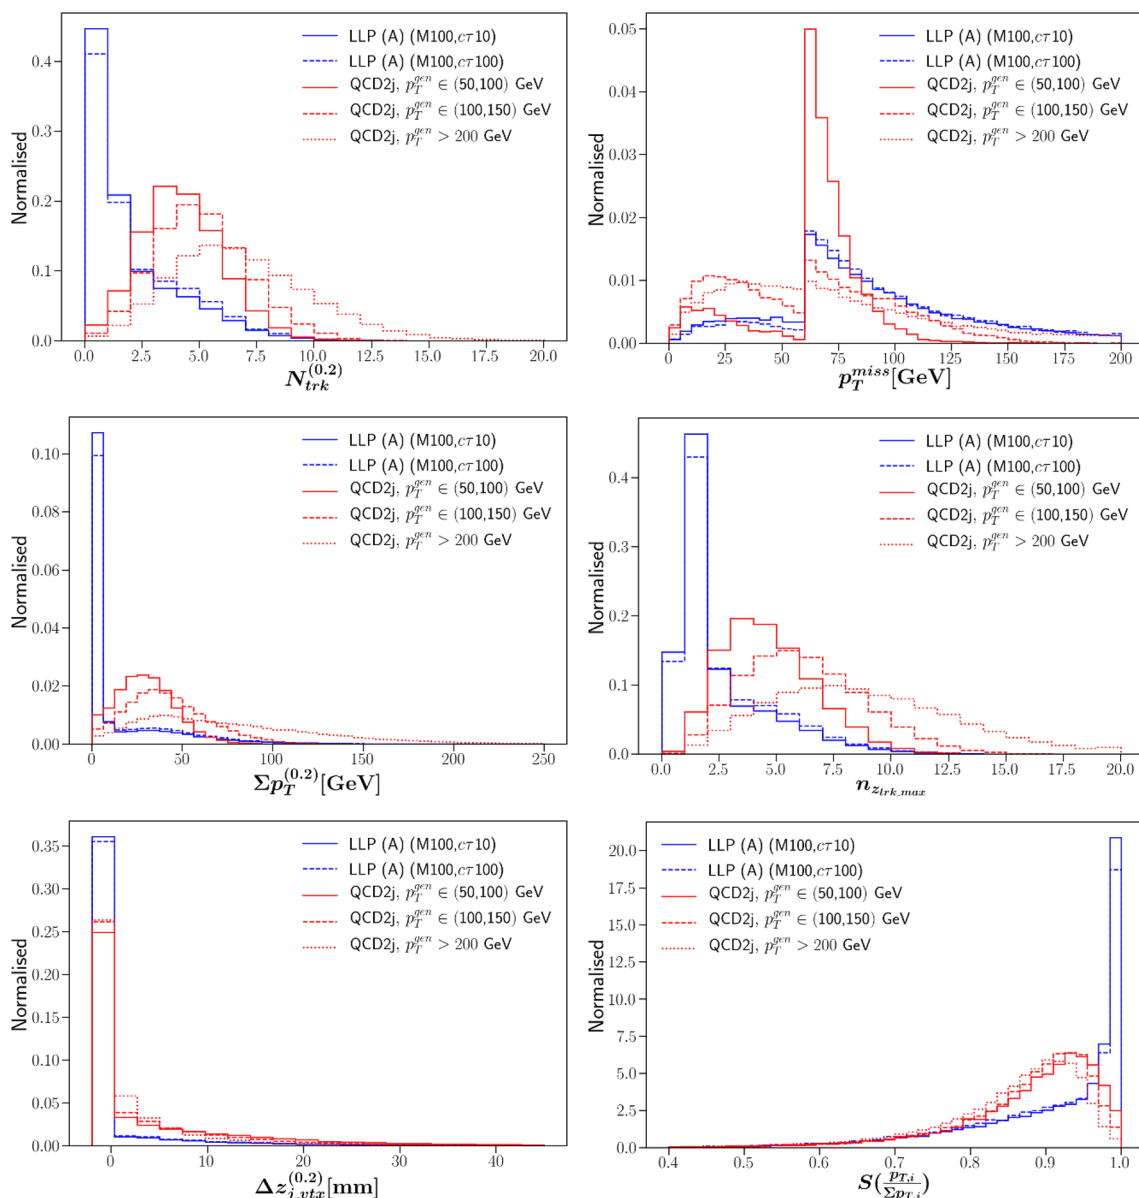 LLP (A) (M100,cτ10)
LLP (A) (M100,cτ100)
QCD2j, p_T^{gen} ∈ (50,100) GeV
QCD2j, p_T^{gen} ∈ (100,150) GeV
QCD2j, p_T^{gen} > 200 GeV
Normalised
0.4
0.3
0.2
0.1
0.0
0.0 2.5 5.0 7.5 10.0 12.5 15.0 17.5 20.0
N_{trk}^{(0.2)}
LLP (A) (M100,cτ10)
LLP (A) (M100,cτ100)
QCD2j, p_T^{gen} ∈ (50,100) GeV
QCD2j, p_T^{gen} ∈ (100,150) GeV
QCD2j, p_T^{gen} > 200 GeV
Normalised
0.05
0.04
0.03
0.02
0.01
0.00
0 25 50 75 100 125 150 175 200
p_T^{miss}[GeV]
LLP (A) (M100,cτ10)
LLP (A) (M100,cτ100)
QCD2j, p_T^{gen} ∈ (50,100) GeV
QCD2j, p_T^{gen} ∈ (100,150) GeV
QCD2j, p_T^{gen} > 200 GeV
Normalised
0.10
0.08
0.06
0.04
0.02
0.00
0 50 100 150 200 250
Σp_T^{(0.2)}[GeV]
LLP (A) (M100,cτ10)
LLP (A) (M100,cτ100)
QCD2j, p_T^{gen} ∈ (50,100) GeV
QCD2j, p_T^{gen} ∈ (100,150) GeV
QCD2j, p_T^{gen} > 200 GeV
Normalised
0.4
0.3
0.2
0.1
0.0
0.0 2.5 5.0 7.5 10.0 12.5 15.0 17.5 20.0
n_{z_{trk_max}}
LLP (A) (M100,cτ10)
LLP (A) (M100,cτ100)
QCD2j, p_T^{gen} ∈ (50,100) GeV
QCD2j, p_T^{gen} ∈ (100,150) GeV
QCD2j, p_T^{gen} > 200 GeV
Normalised
0.35
0.30
0.25
0.20
0.15
0.10
0.05
0.00
0 10 20 30 40
Δz_{j_vtx}^{(0.2)}[mm]
LLP (A) (M100,cτ10)
LLP (A) (M100,cτ100)
QCD2j, p_T^{gen} ∈ (50,100) GeV
QCD2j, p_T^{gen} ∈ (100,150) GeV
QCD2j, p_T^{gen} > 200 GeV
Normalised
20.0
17.5
15.0
12.5
10.0
7.5
5.0
2.5
0.0
0.4 0.5 0.6 0.7 0.8 0.9 1.0
S(\frac{p_{T,i}}{Σp_{T,i}})